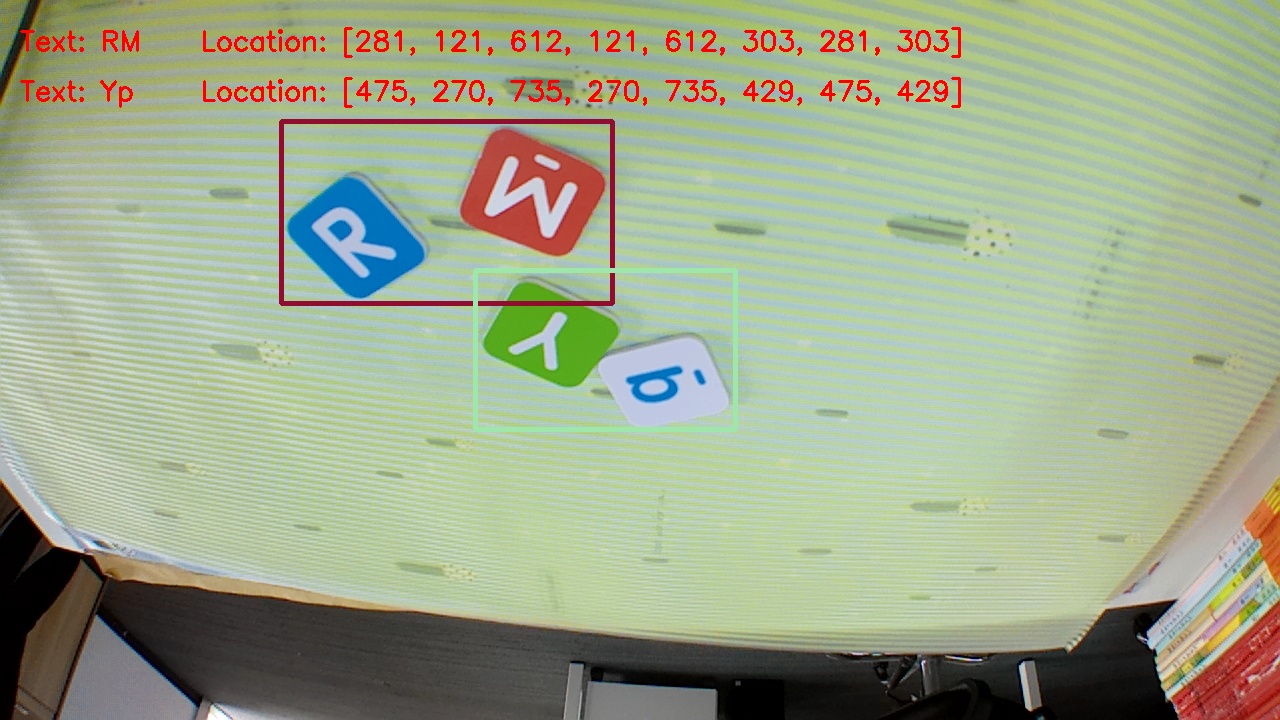 Text: RM Location: [281, 121, 612, 121, 612, 303, 281, 303]
Text: Yp Location: [475, 270, 735, 270, 735, 429, 475, 429]
R M
Y